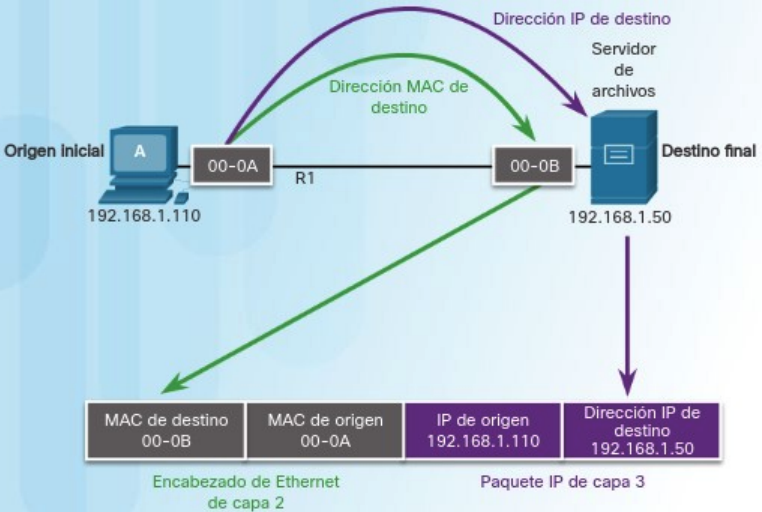 Dirección IP de destino
Servidor
de
archivos
Dirección MAC de
destino
Origen inicial
A
00-0A
R1
00-0B
Destino final
192.168.1.110
192.168.1.50
MAC de destino
00-0B
MAC de origen
00-0A
IP de origen
192.168.1.110
Dirección IP de
destino
192.168.1.50
Encabezado de Ethernet
de capa 2
Paquete IP de capa 3